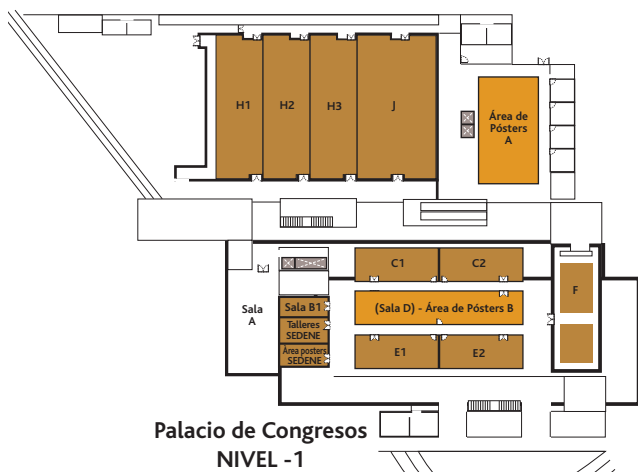 H1
H2
H3
J
Área de
Pósters
A
C1
C2
F
Sala
A
Sala B1
(Sala D) - Área de Pósters B
Talleres
SEDENE
Área posters
SEDENE
E1
E2
Palacio de Congresos
NIVEL -1